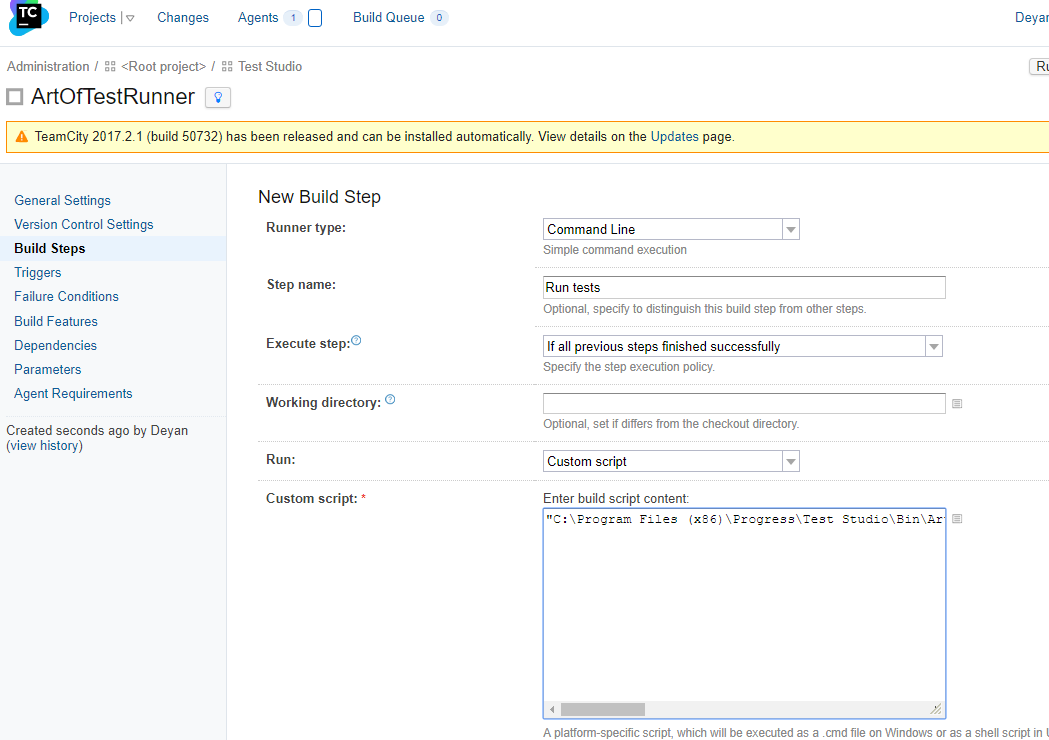 TC
Projects
Changes
Agents 1
Build Queue 0
Deyan
Administration / <Root project> / Test Studio
Ru
ArtOfTestRunner
TeamCity 2017.2.1 (build 50732) has been released and can be installed automatically. View details on the Updates page.
General Settings
Version Control Settings
Build Steps
Triggers
Failure Conditions
Build Features
Dependencies
Parameters
Agent Requirements
Created seconds ago by Deyan
(view history)
New Build Step
Runner type:
Command Line
Simple command execution
Step name:
Run tests
Optional, specify to distinguish this build step from other steps.
Execute step:
If all previous steps finished successfully
Specify the step execution policy.
Working directory:
Optional, set if differs from the checkout directory.
Run:
Custom script
Custom script: *
Enter build script content:
"C:\Program Files (x86)\Progress\Test Studio\Bin\Ar
A platform-specific script, which will be executed as a .cmd file on Windows or as a shell script in